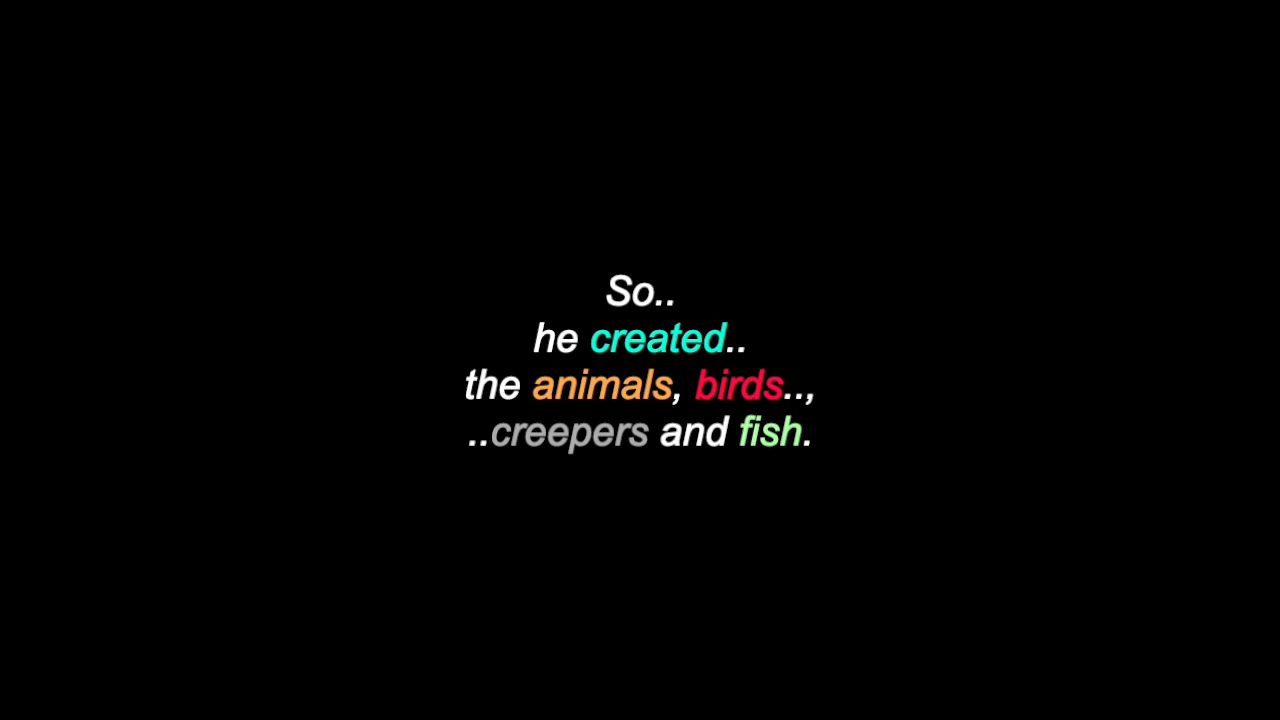 So..
he created..
the animals, birds..,
..creepers and fish.